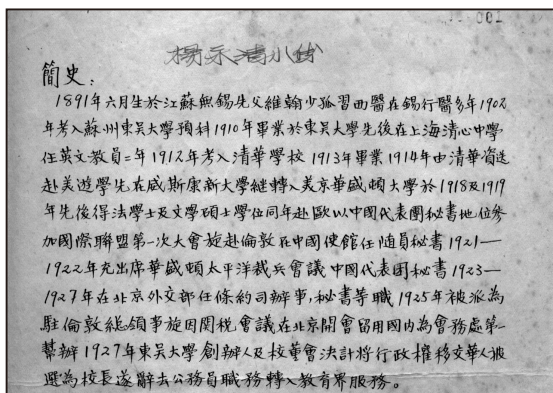 001
楊永清小傳
簡史：
1891年六月生於江蘇無錫先父維翰少孤習西醫在錫行醫多年1902
年考入蘇州東吳大學預科1910年畢業於東吳大學先後在上海清心中學
任英文教員二年1912年考入清華學校1913年畢業1914年由清華資送
赴美遊學先在威斯康新大學繼轉入美京華盛頓大學於1918及1919
年先後得法學士及文學碩士學位同年赴歐以中國代表團秘書地位參
加國際聯盟第一次大會旋赴倫敦在中國使館任随員秘書1921—
1922年充出席華盛頓太平洋裁兵會議中國代表团秘書1923—
1927年在北京外交部任條約司辦事,秘書等職1925年被派為
駐倫敦總領事旋因関税會議在北京開會留用國内為會務處第一
幫辦1927年東吳大學創辦人及校董會決計將行政權移交華人被
選為校長遂辭去公務員職務轉入教育界服務。